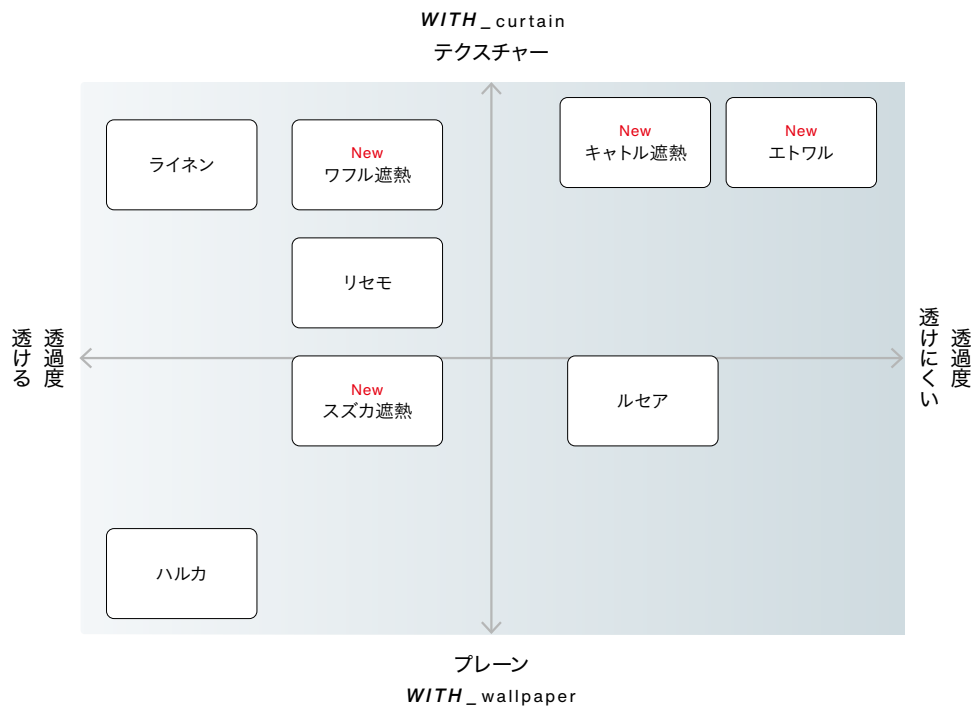 WITH_curtain
テクスチャー
ライネン
New
ワフル遮熱
New
キャトル遮熱
New
エトワル
リセモ
透過度
透ける
透過度
透けにくい
New
スズカ遮熱
ルセア
ハルカ
プレーン
WITH_wallpaper